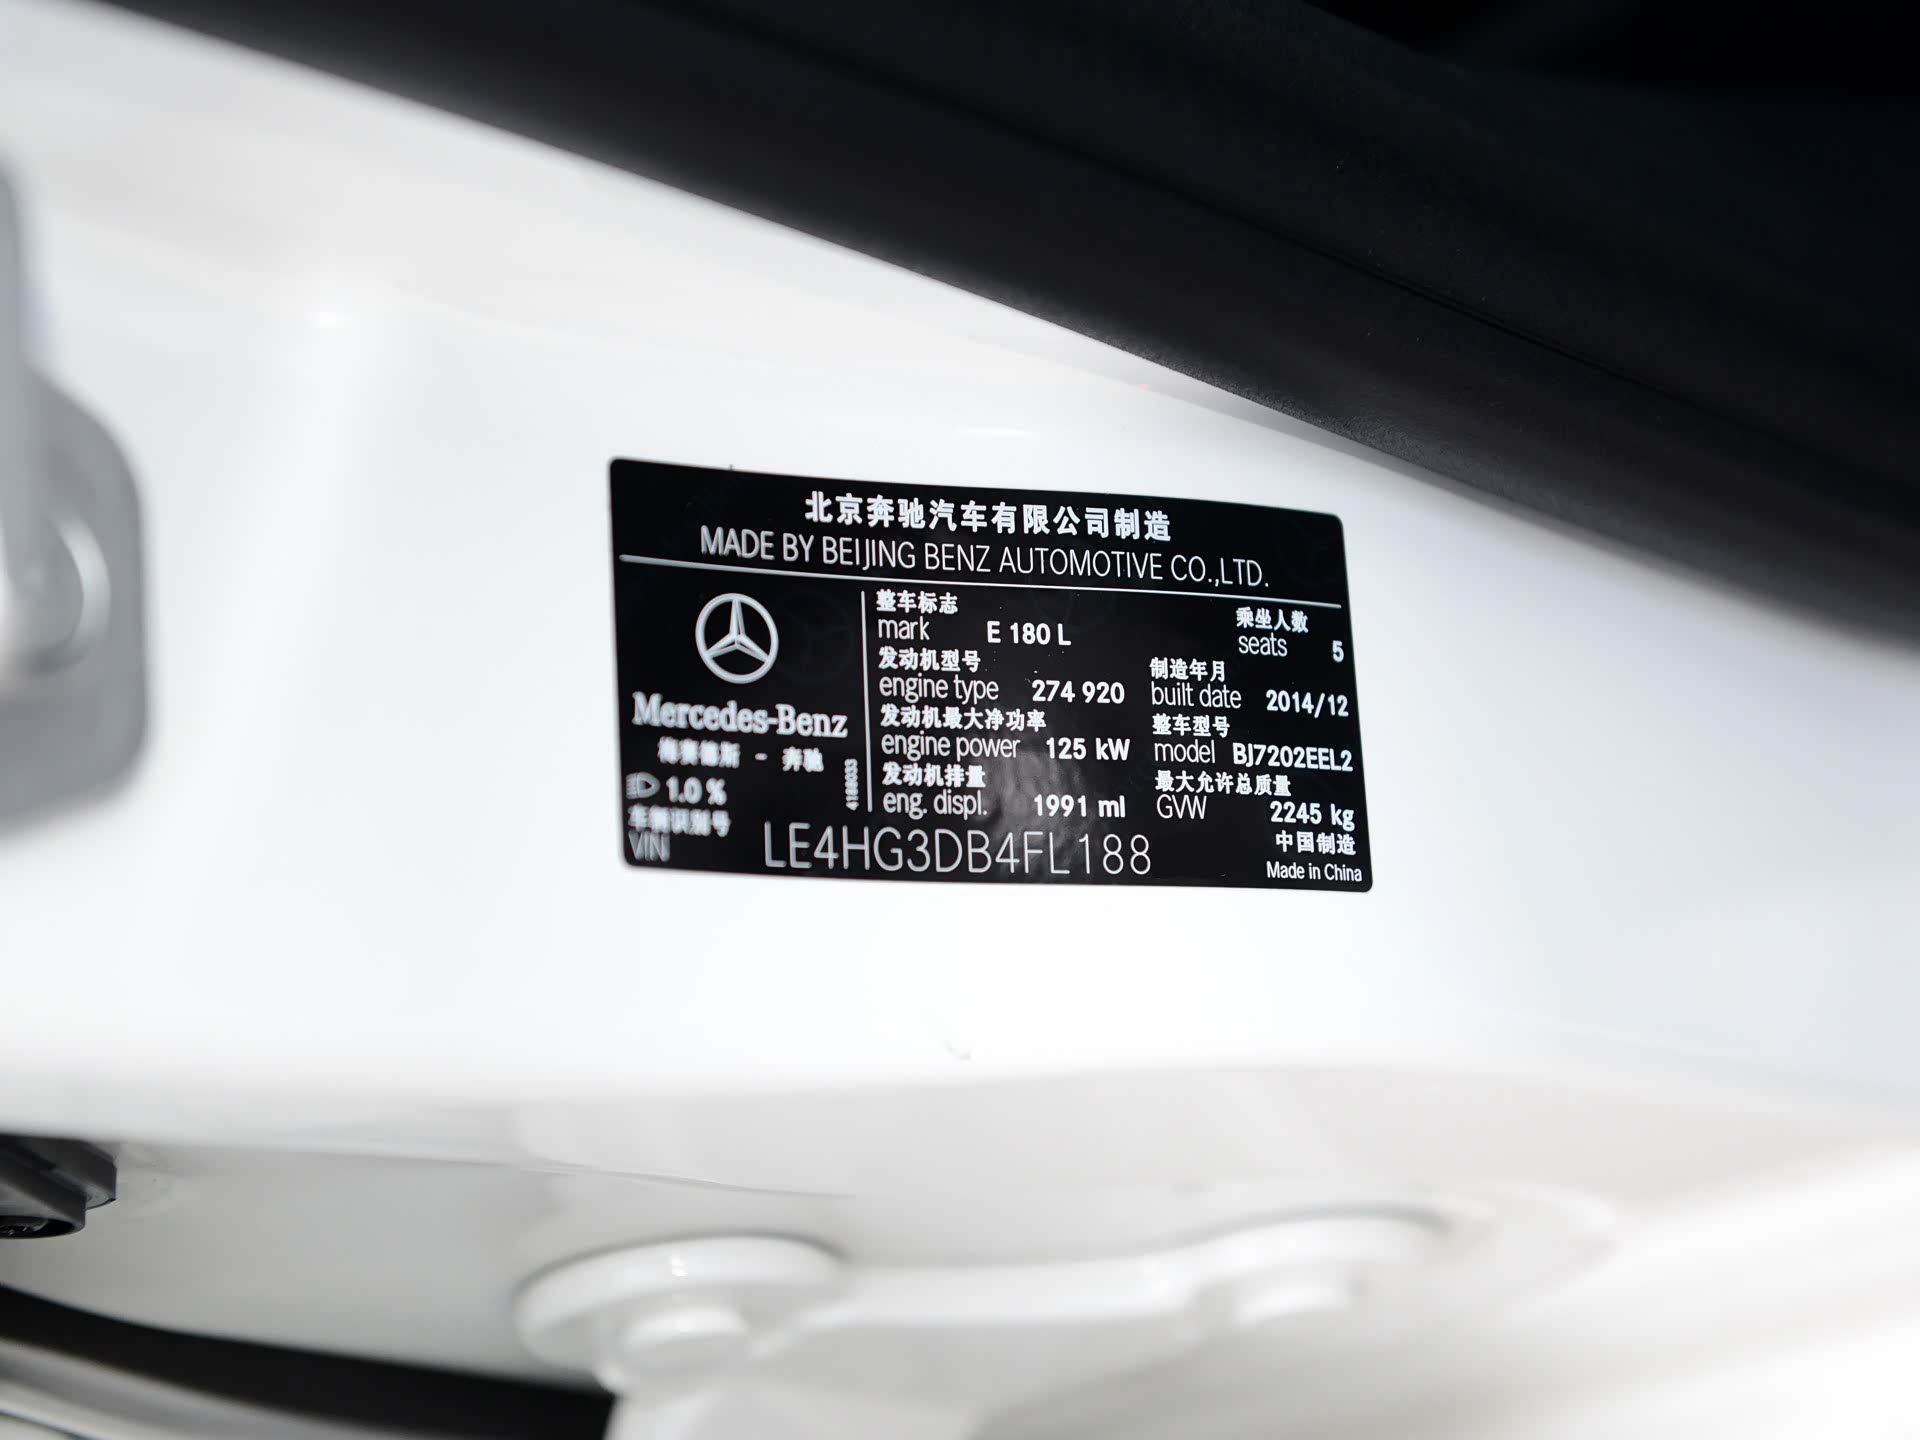 北京奔驰汽车有限公司制造
MADE BY BEIJING BENZ AUTOMOTIVE CO.,LTD.
Mercedes-Benz
梅赛德斯 - 奔驰
1.0 %
4188033
整车标志
mark E 180 L
乘坐人数
seats 5
发动机型号
engine type 274 920
制造年月
built date 2014/12
发动机最大净功率
engine power 125 kW
整车型号
model BJ7202EEL2
发动机排量
eng. displ. 1991 ml
最大允许总质量
GVW 2245 kg
车辆识别号
VIN LE4HG3DB4FL188
中国制造
Made in China